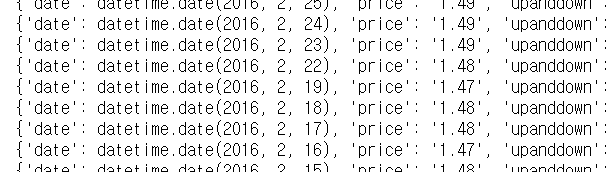 {'date': datetime.date(2016, 2, 25), 'price': '1.49', 'upanddown':
{'date': datetime.date(2016, 2, 24), 'price': '1.49', 'upanddown':
{'date': datetime.date(2016, 2, 23), 'price': '1.49', 'upanddown':
{'date': datetime.date(2016, 2, 22), 'price': '1.48', 'upanddown':
{'date': datetime.date(2016, 2, 19), 'price': '1.47', 'upanddown':
{'date': datetime.date(2016, 2, 18), 'price': '1.48', 'upanddown':
{'date': datetime.date(2016, 2, 17), 'price': '1.48', 'upanddown':
{'date': datetime.date(2016, 2, 16), 'price': '1.47', 'upanddown':
{'date': datetime.date(2016, 2, 15), 'price': '1.48', 'upanddown':